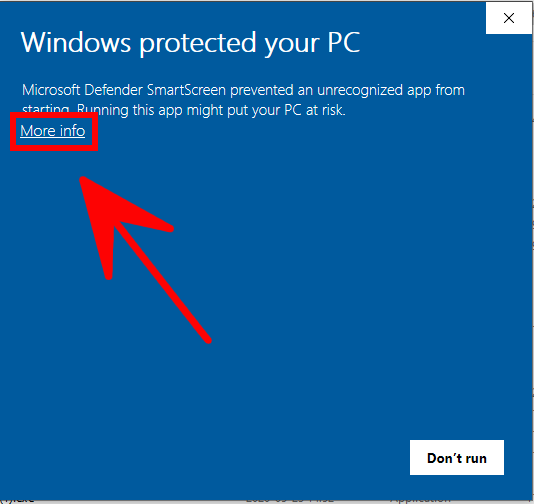 Windows protected your PC
Microsoft Defender SmartScreen prevented an unrecognized app from
starting. Running this app might put your PC at risk.
More info
Don't run